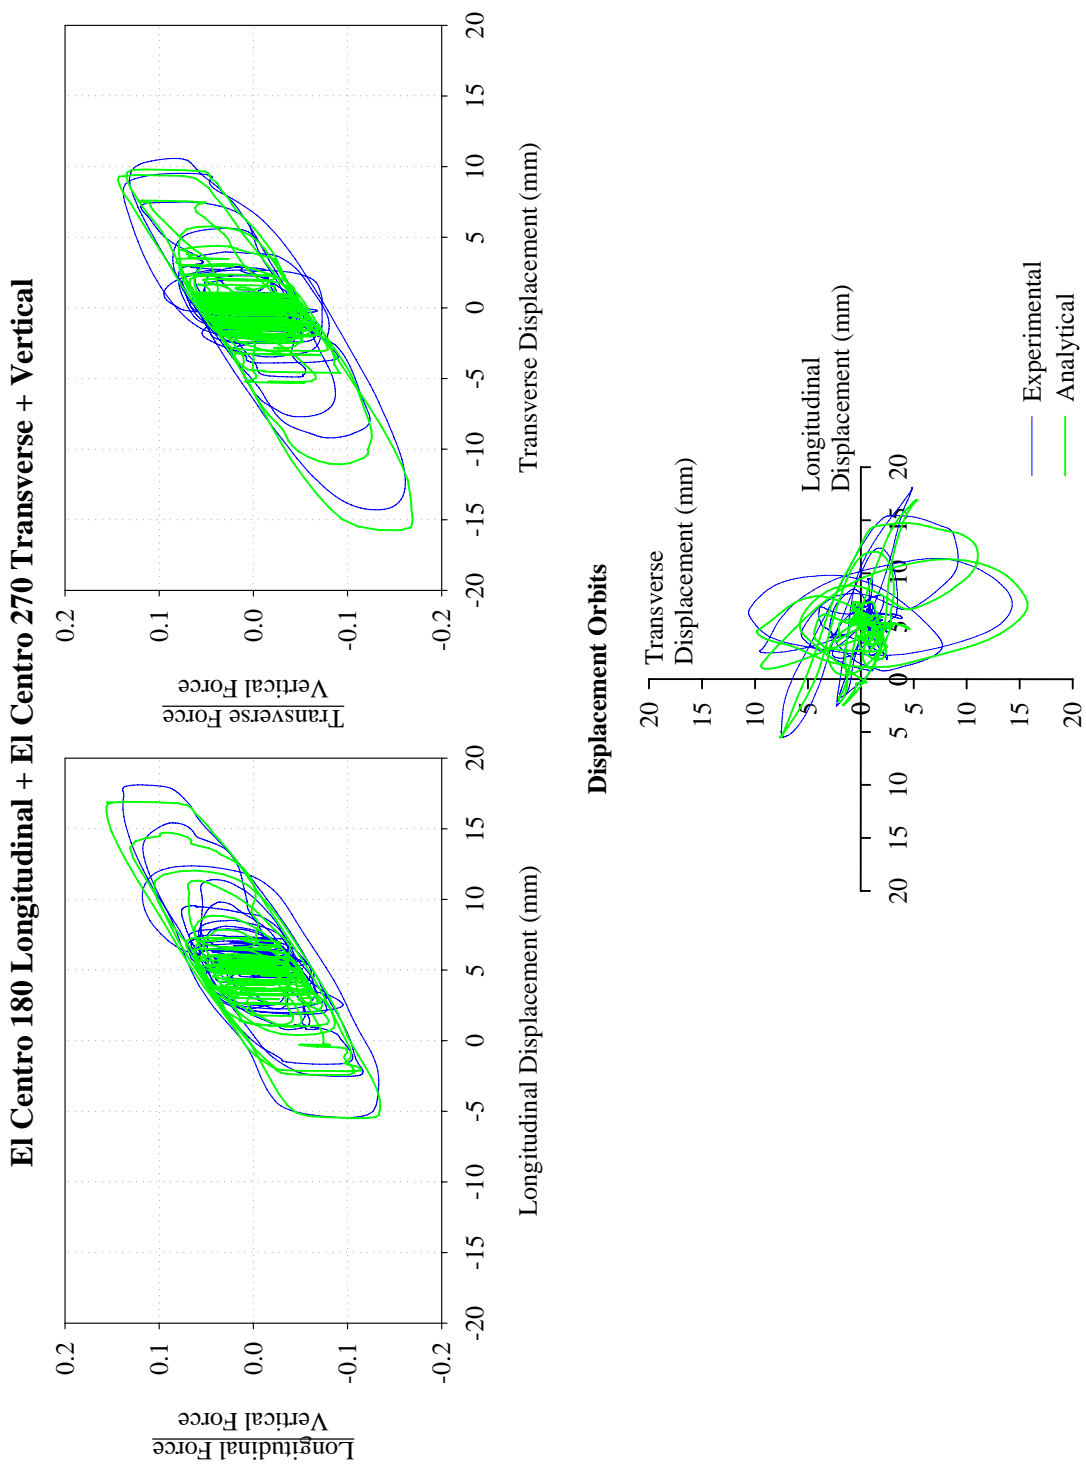 El Centro 180 Longitudinal + El Centro 270 Transverse + Vertical
Longitudinal Force
Vertical Force
0.2
0.1
0.0
-0.1
-0.2
-20 -15 -10 -5 0 5 10 15 20
Longitudinal Displacement (mm)
Transverse Force
Vertical Force
0.2
0.1
0.0
-0.1
-0.2
-20 -15 -10 -5 0 5 10 15 20
Transverse Displacement (mm)
Displacement Orbits
Transverse
Displacement (mm)
20
15
10
5
0
5
10
15
20
20 15 10 5 0 5 10 15 20
Longitudinal
Displacement (mm)
Experimental
Analytical